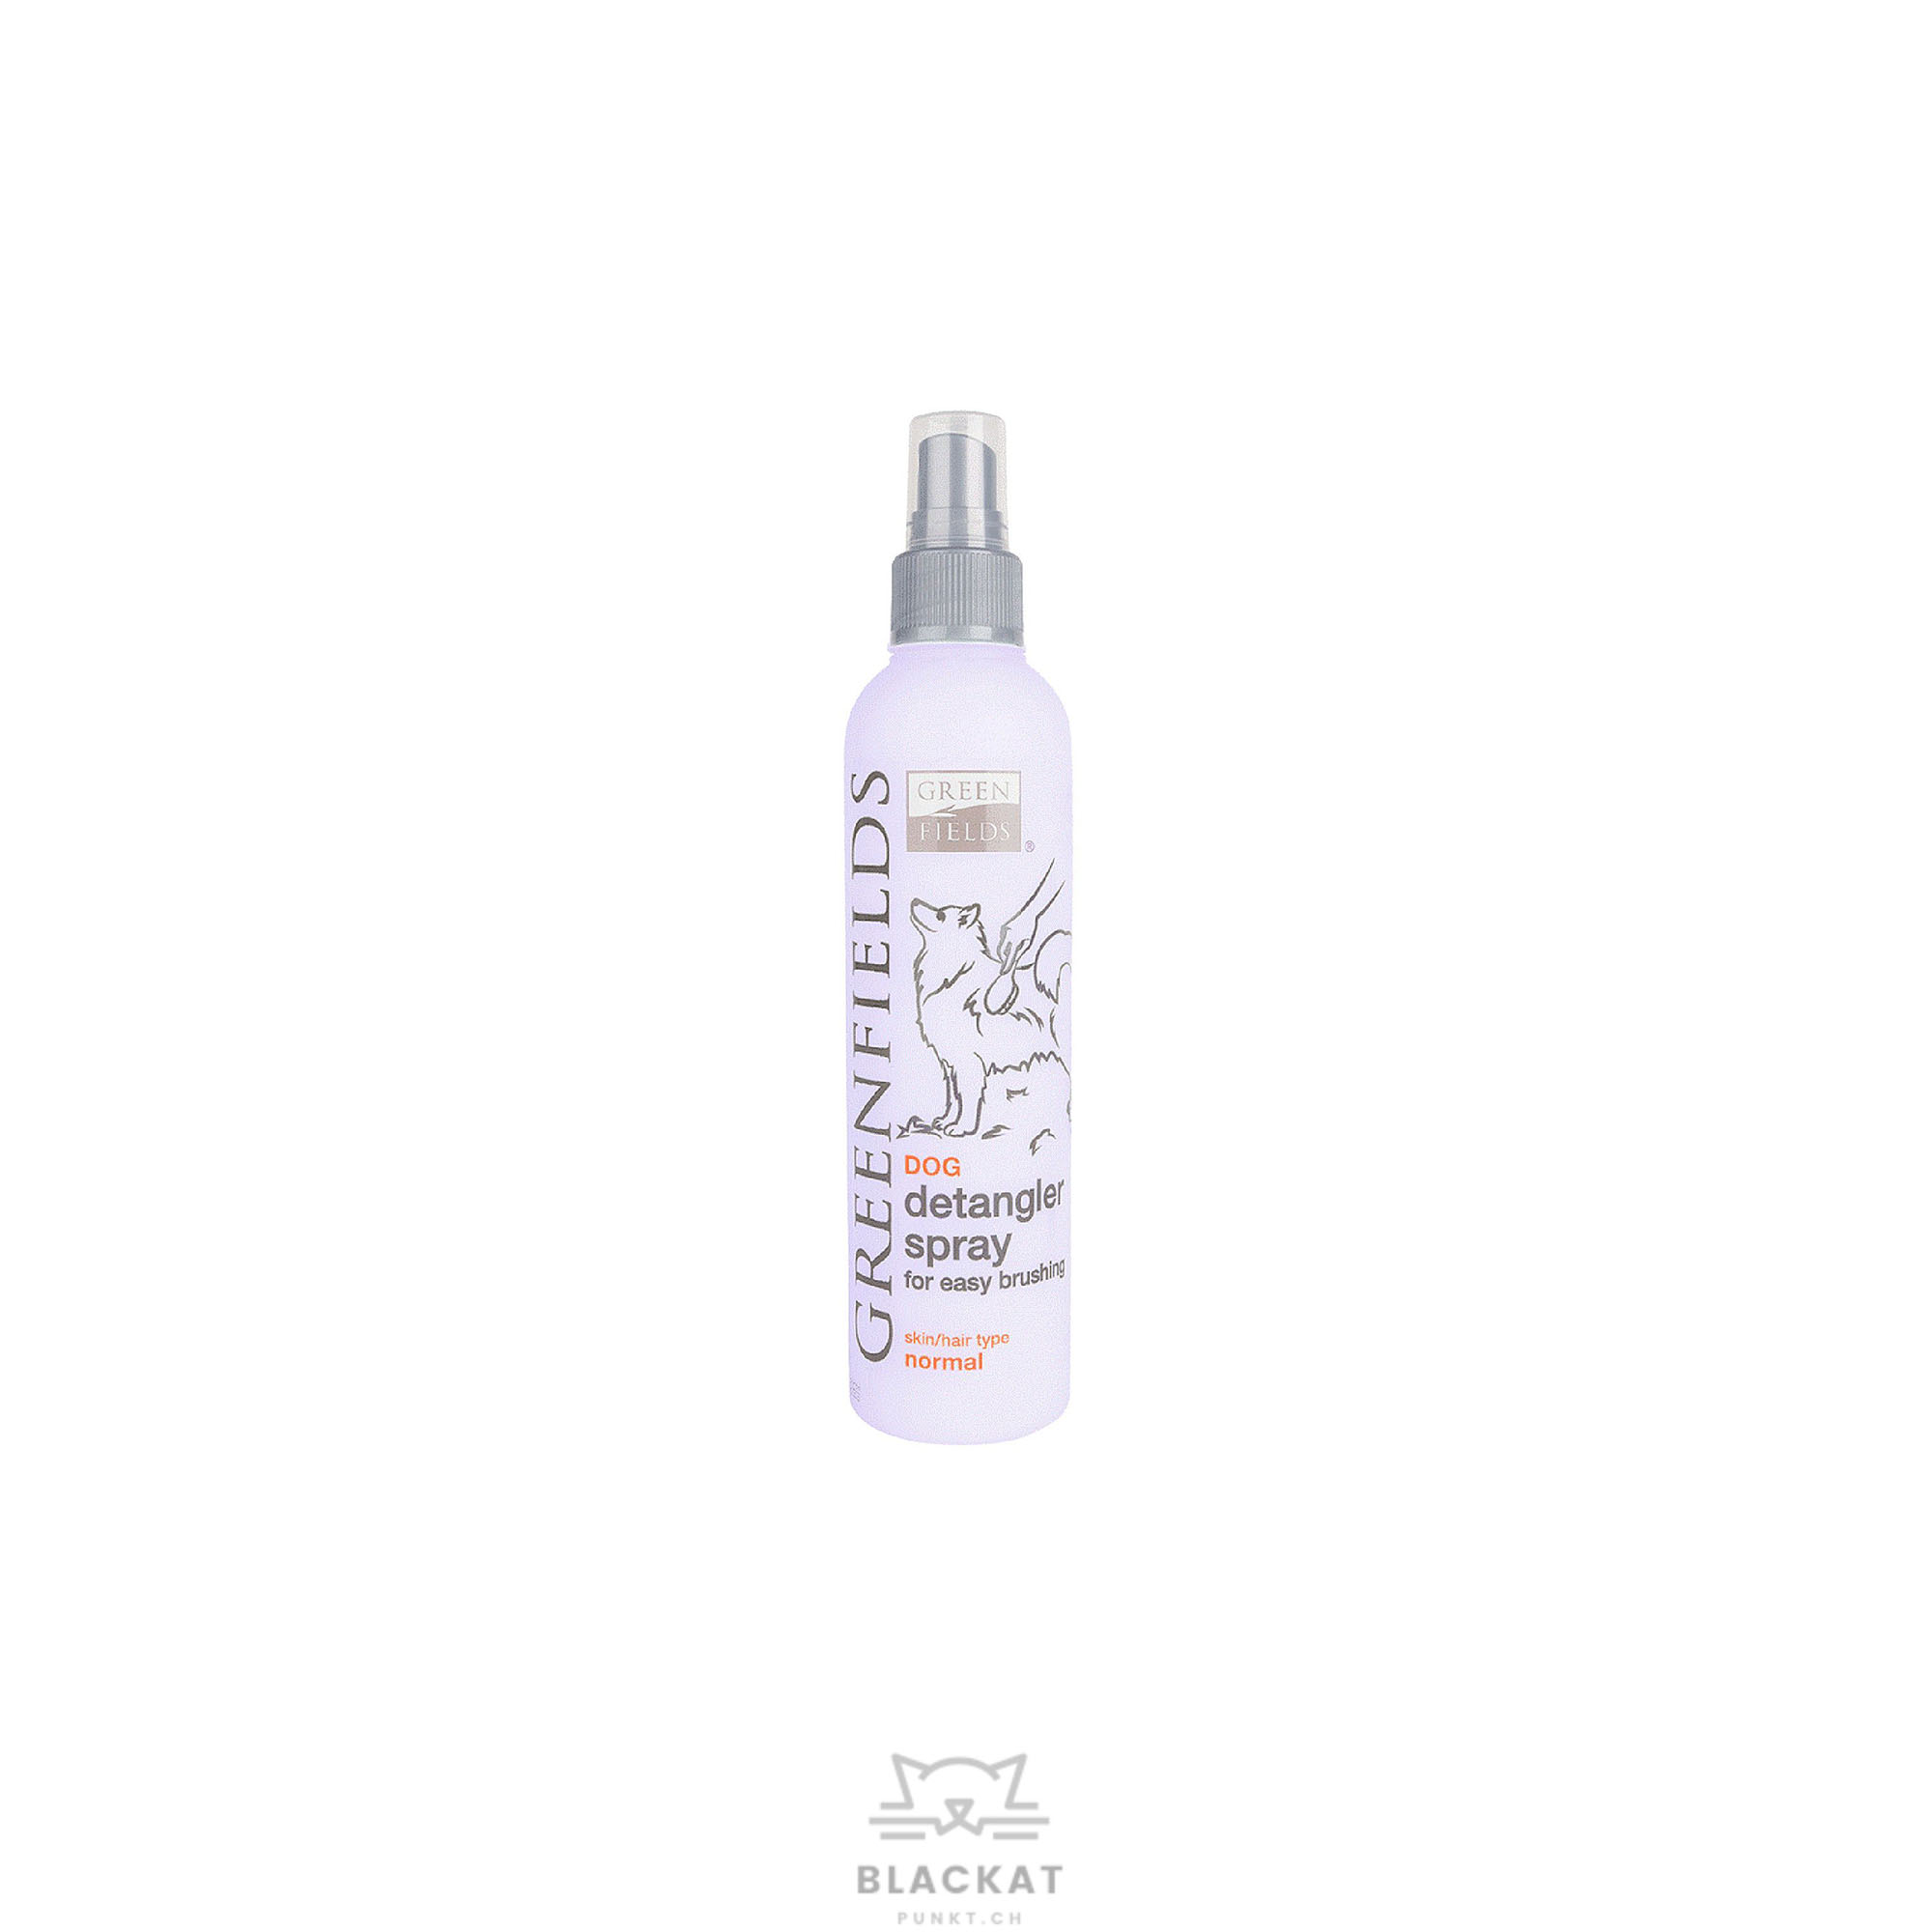 GREENFIELDS
GREEN
FIELDS
®
DOG
detangler
spray
for easy brushing
skin/hair type
normal
BLACKAT
PUNKT.CH